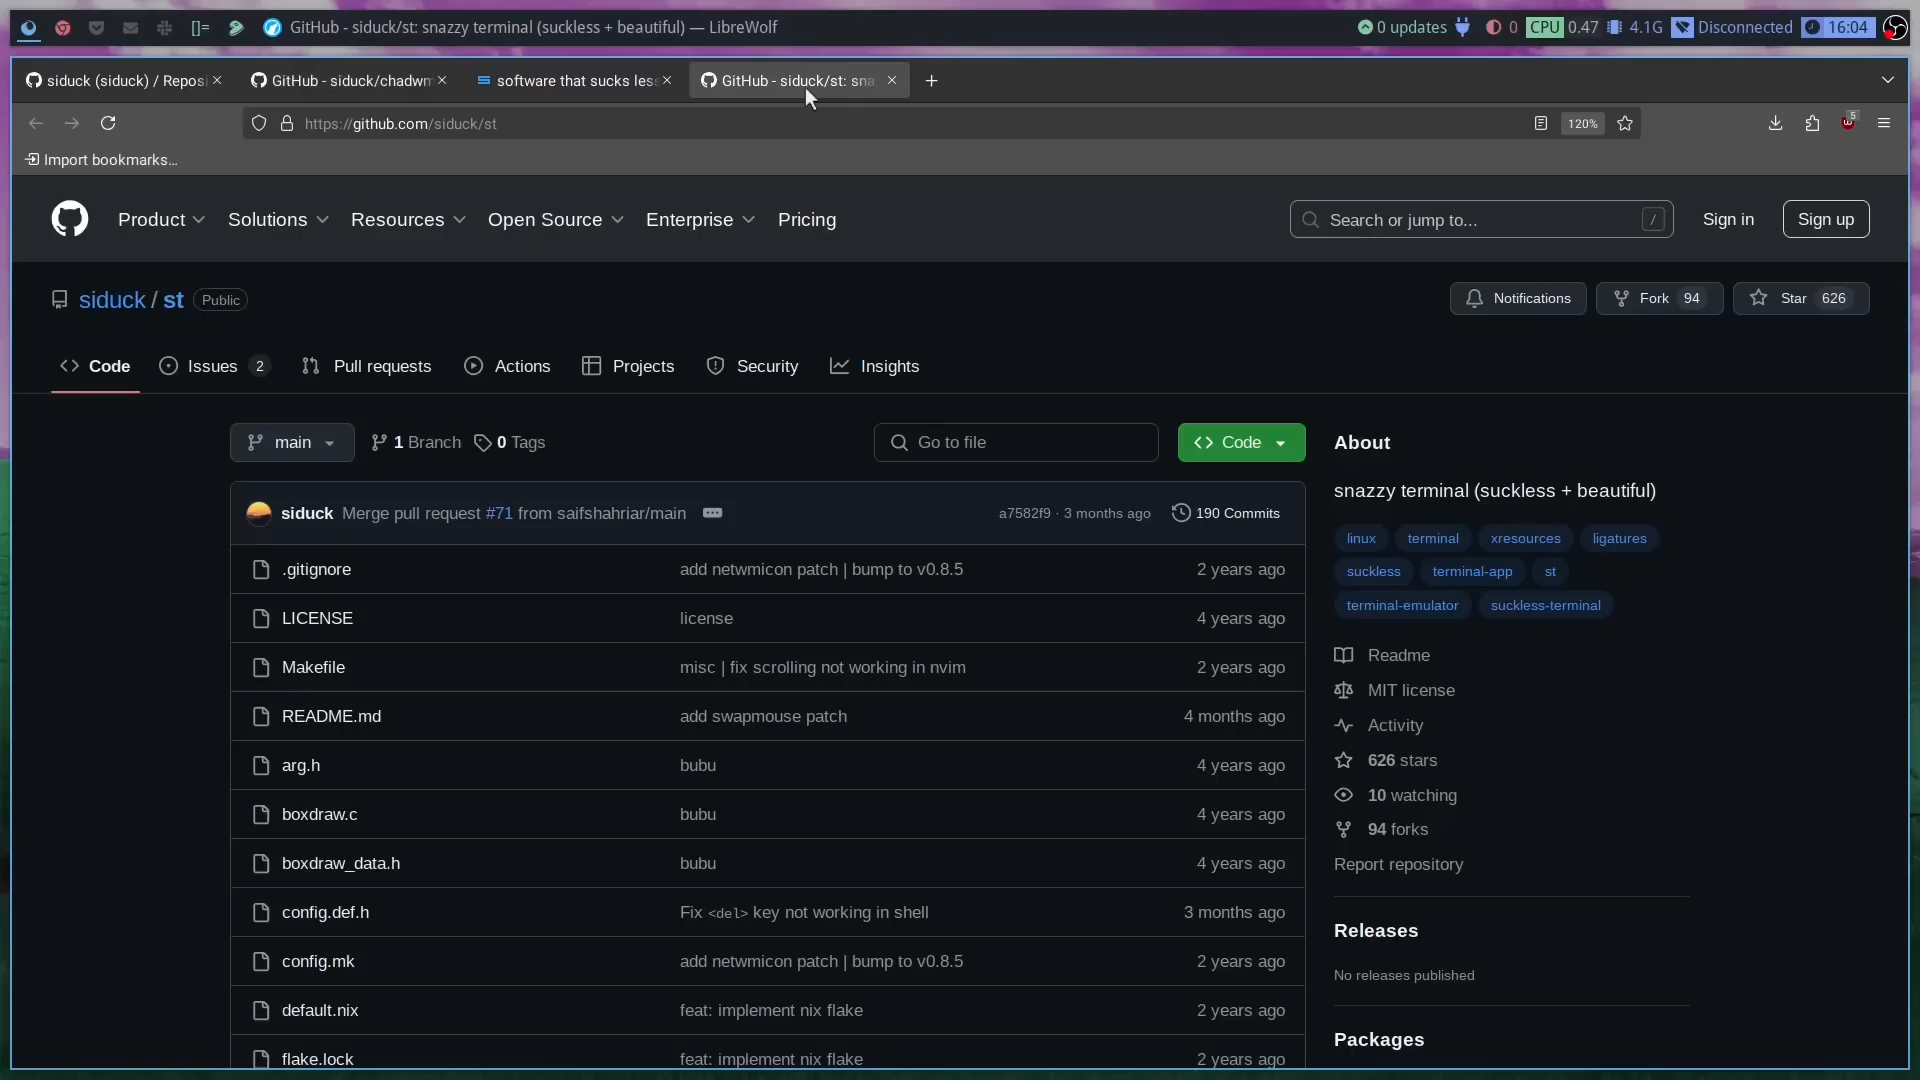 []= GitHub - siduck/st: snazzy terminal (suckless + beautiful) — LibreWolf 0 updates 0 CPU 0.47 4.1G Disconnected 16:04
siduck (siduck) / Reposi GitHub - siduck/chadwm software that sucks less GitHub - siduck/st: sna
https://github.com/siduck/st 120% 5
Import bookmarks...
Product Solutions Resources Open Source Enterprise Pricing Search or jump to... / Sign in Sign up
siduck / st Public Notifications Fork 94 Star 626
Code Issues 2 Pull requests Actions Projects Security Insights
main 1 Branch 0 Tags Go to file Code
siduck Merge pull request #71 from saifshahriar/main a7582f9 · 3 months ago 190 Commits
.gitignore add netwmicon patch | bump to v0.8.5 2 years ago
LICENSE license 4 years ago
Makefile misc | fix scrolling not working in nvim 2 years ago
README.md add swapmouse patch 4 months ago
arg.h bubu 4 years ago
boxdraw.c bubu 4 years ago
boxdraw_data.h bubu 4 years ago
config.def.h Fix <del> key not working in shell 3 months ago
config.mk add netwmicon patch | bump to v0.8.5 2 years ago
default.nix feat: implement nix flake 2 years ago
flake.lock feat: implement nix flake 2 years ago
About
snazzy terminal (suckless + beautiful)
linux terminal xresources ligatures
suckless terminal-app st
terminal-emulator suckless-terminal
Readme
MIT license
Activity
626 stars
10 watching
94 forks
Report repository
Releases
No releases published
Packages